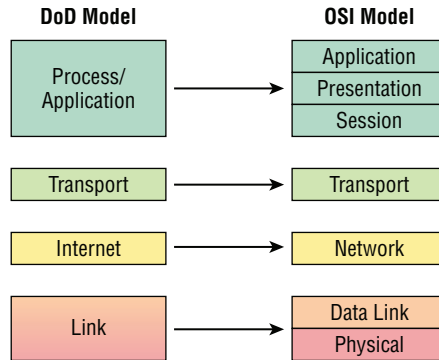 DoD Model
OSI Model
Process/
Application
Application
Presentation
Session
Transport
Transport
Internet
Network
Link
Data Link
Physical